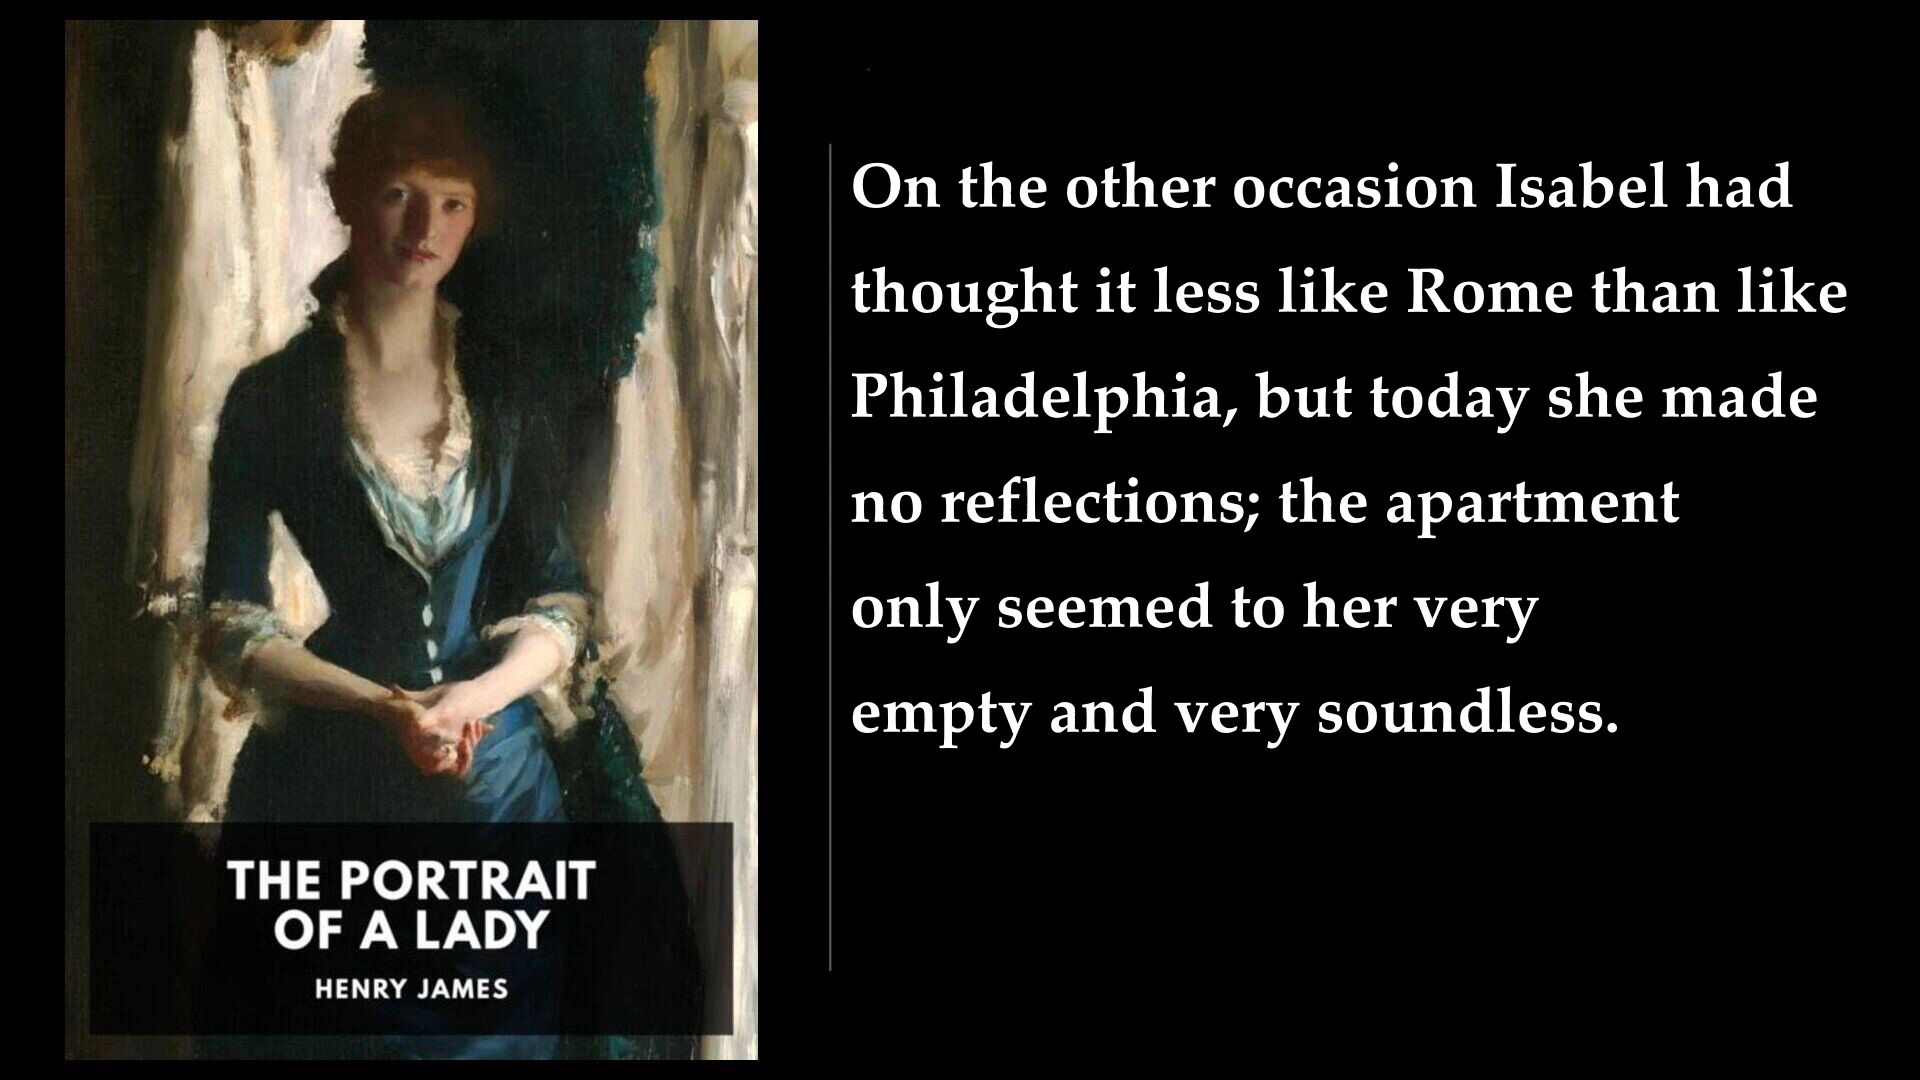 THE PORTRAIT
OF A LADY
HENRY JAMES
On the other occasion Isabel had
thought it less like Rome than like
Philadelphia, but today she made
no reflections; the apartment
only seemed to her very
empty and very soundless.